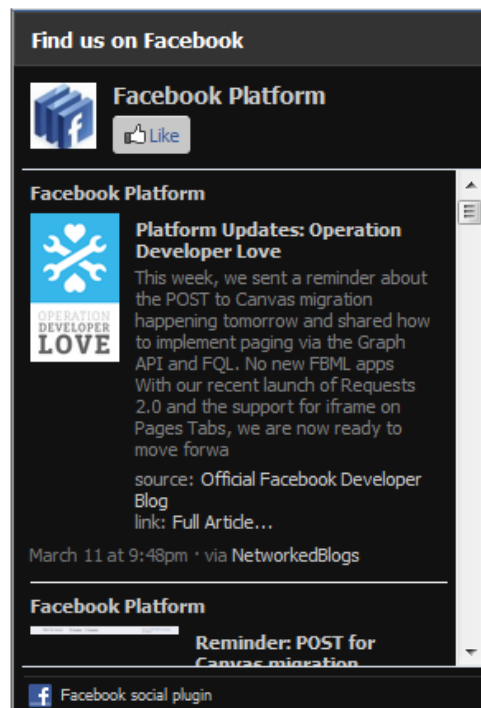 Find us on Facebook
Facebook Platform
Like
Facebook Platform
Platform Updates: Operation
Developer Love
This week, we sent a reminder about
the POST to Canvas migration
happening tomorrow and shared how
to implement paging via the Graph
API and FQL. No new FBML apps
With our recent launch of Requests
2.0 and the support for iframe on
Pages Tabs, we are now ready to
move forwa
OPERATION
DEVELOPER
LOVE
source: Official Facebook Developer
Blog
link: Full Article...
March 11 at 9:48pm · via NetworkedBlogs
Facebook Platform
Reminder: POST for
Canvas migration
Facebook social plugin